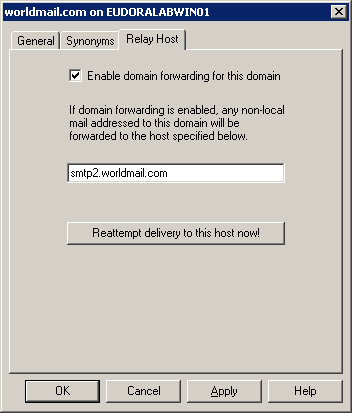 worldmail.com on EUDORALABWIN01
General Synonyms Relay Host
Enable domain forwarding for this domain
If domain forwarding is enabled, any non-local
mail addressed to this domain will be
forwarded to the host specified below.
smtp2.worldmail.com
Reattempt delivery to this host now!
OK Cancel Apply Help